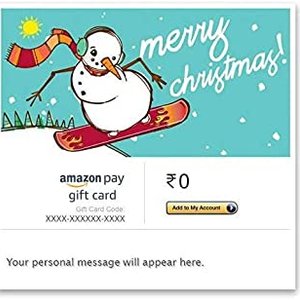 merry
christmas!
amazon pay
gift card
Gift Card Code:
XXXX-XXXXXX-XXXX
₹0
Add to My Account
Your personal message will appear here.